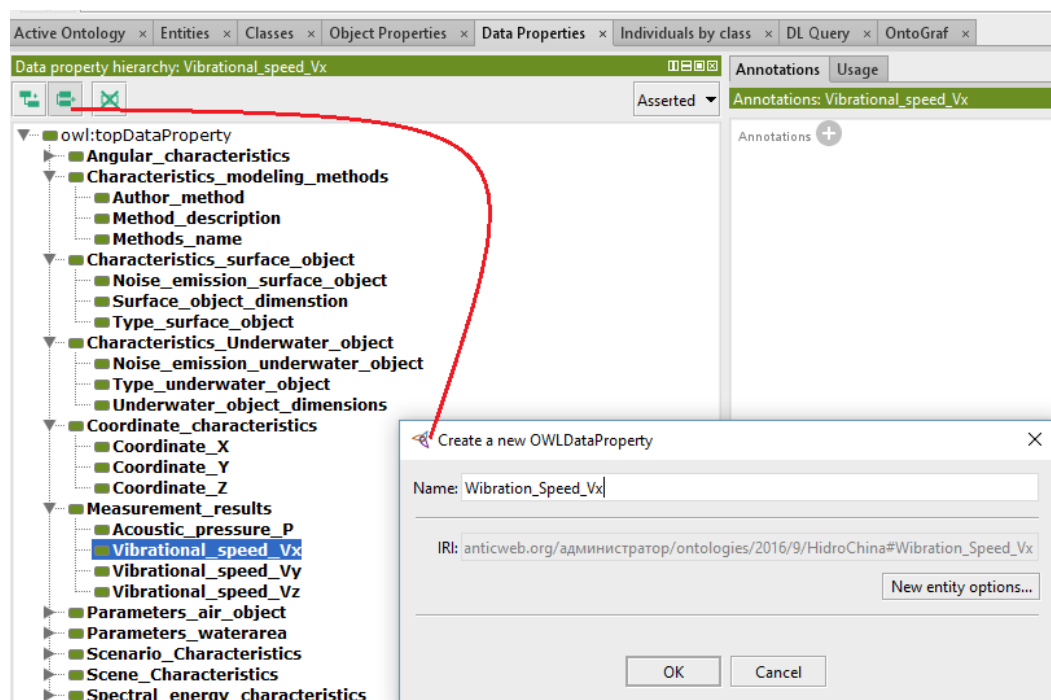 Active Ontology × Entities × Classes × Object Properties × Data Properties × Individuals by class × DL Query × OntoGraf ×
Data property hierarchy: Vibrational_speed_Vx
Asserted
owl:topDataProperty
Angular_characteristics
Characteristics_modeling_methods
Author_method
Method_description
Methods_name
Characteristics_surface_object
Noise_emission_surface_object
Surface_object_dimenstion
Type_surface_object
Characteristics_Underwater_object
Noise_emission_underwater_object
Type_underwater_object
Underwater_object_dimensions
Coordinate_characteristics
Coordinate_X
Coordinate_Y
Coordinate_Z
Measurement_results
Acoustic_pressure_P
Vibrational_speed_Vx
Vibrational_speed_Vy
Vibrational_speed_Vz
Parameters_air_object
Parameters_waterarea
Scenario_Characteristics
Scene_Characteristics
Spectral_energy_characteristics
Annotations Usage
Annotations: Vibrational_speed_Vx
Annotations
Create a new OWLDataProperty
Name: Wibration_Speed_Vx
IRI: anticweb.org/администратор/ontologies/2016/9/HidroChina#Wibration_Speed_Vx
New entity options...
OK Cancel